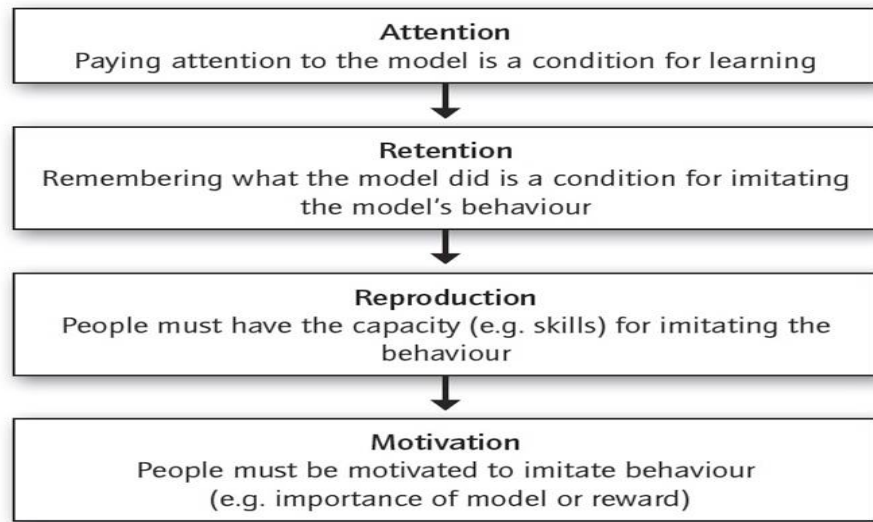 Attention
Paying attention to the model is a condition for learning
Retention
Remembering what the model did is a condition for imitating
the model's behaviour
Reproduction
People must have the capacity (e.g. skills) for imitating the
behaviour
Motivation
People must be motivated to imitate behaviour
(e.g. importance of model or reward)